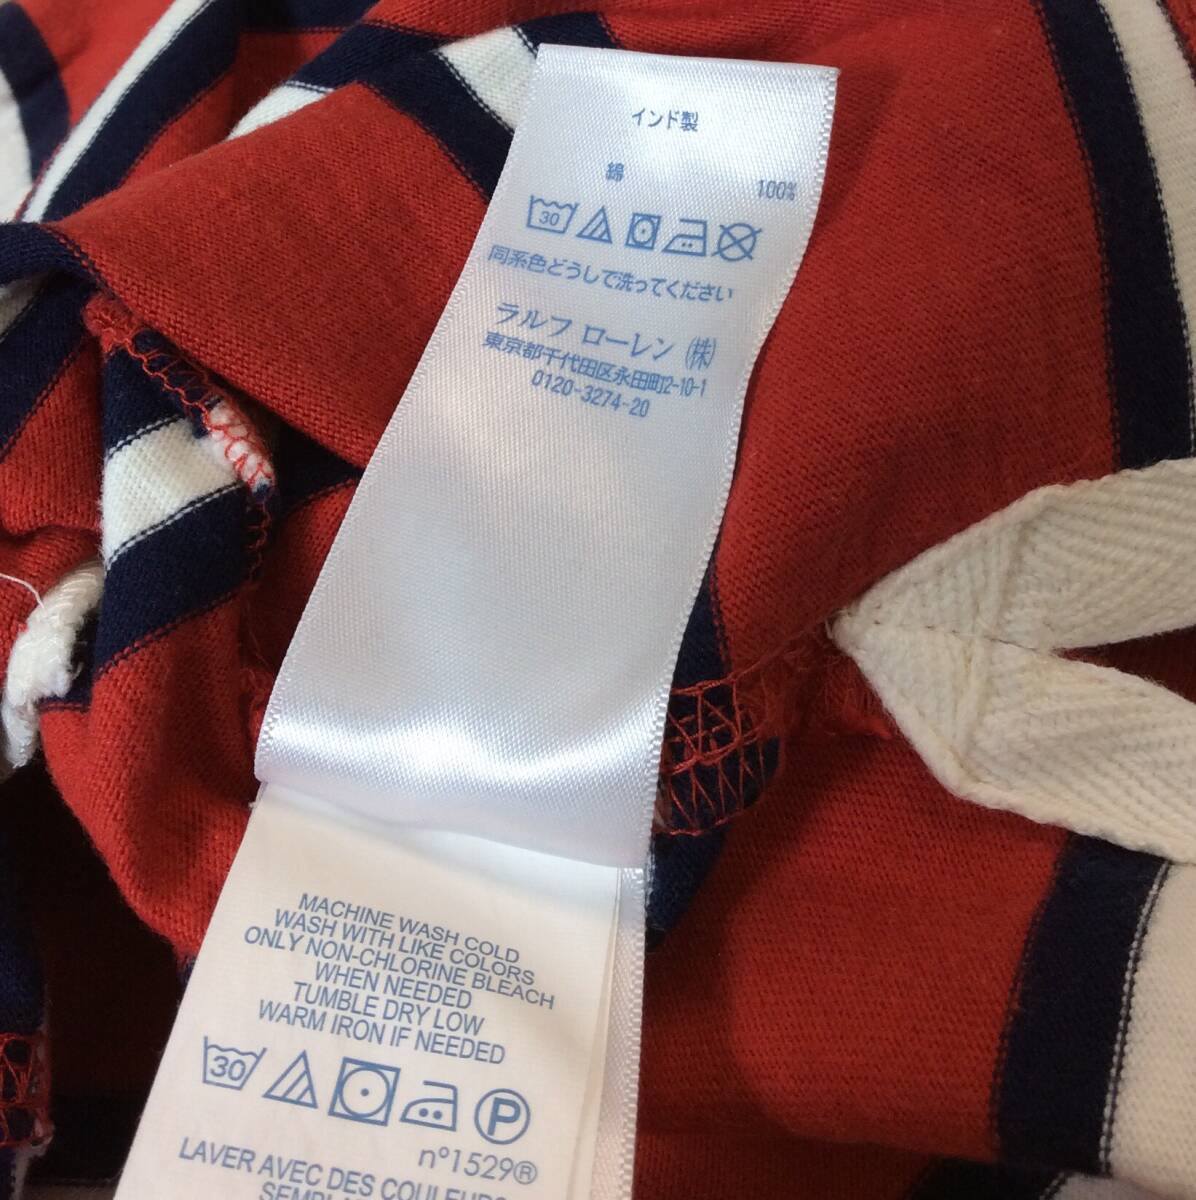 インド製
綿 100%
30
同系色どうしで洗ってください
ラルフ ローレン ㈱
東京都千代田区永田町2-10-1
0120-3274-20
MACHINE WASH COLD
WASH WITH LIKE COLORS
ONLY NON-CHLORINE BLEACH
WHEN NEEDED
TUMBLE DRY LOW
WARM IRON IF NEEDED
30 P
n°1529®
LAVER AVEC DES COULEURS